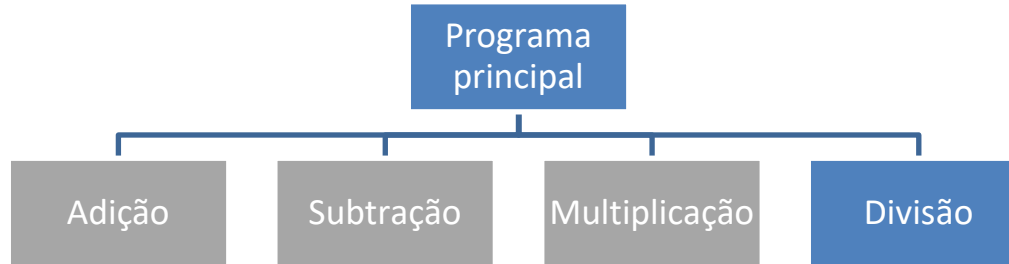 Programa
principal
Adição
Subtração
Multiplicação
Divisão